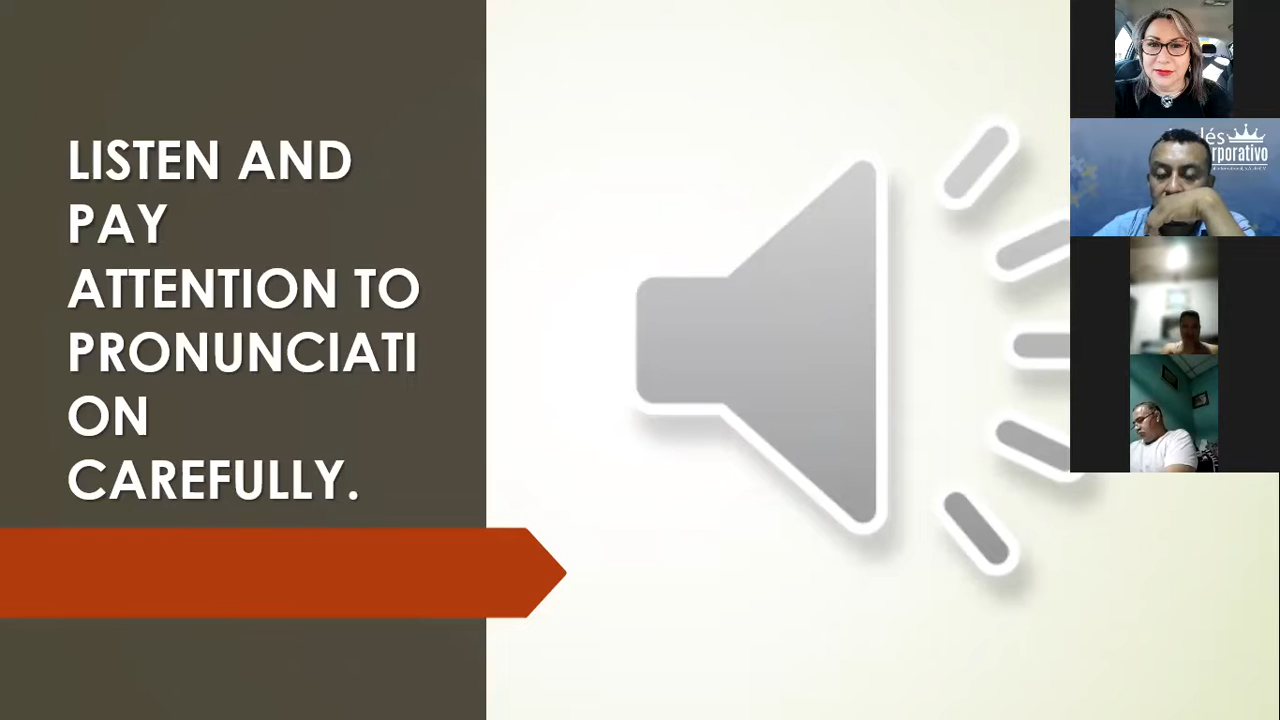 LISTEN AND
PAY
ATTENTION TO
PRONUNCIATI
ON
CAREFULLY.